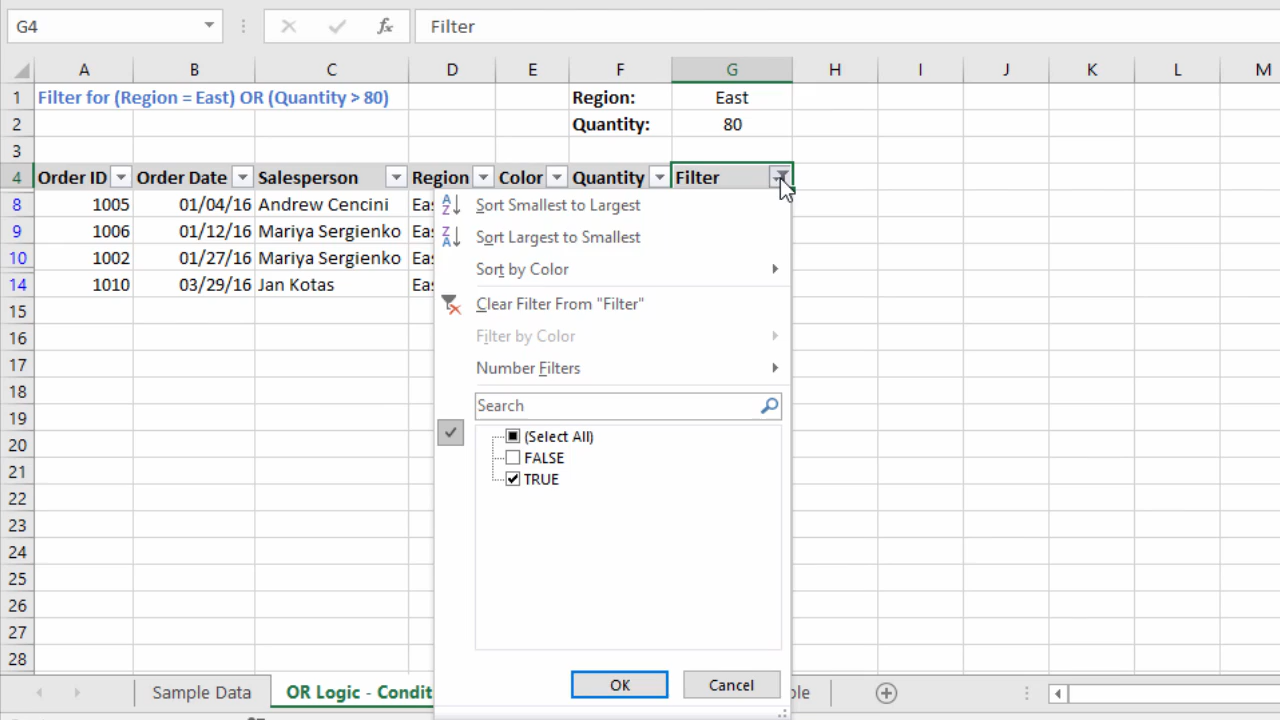 G4 fx Filter
A B C D E F G H I J K L M
1 Filter for (Region = East) OR (Quantity > 80) Region: East
2 Quantity: 80
3
4 Order ID Order Date Salesperson Region Color Quantity Filter
8 1005 01/04/16 Andrew Cencini Eas
9 1006 01/12/16 Mariya Sergienko Eas
10 1002 01/27/16 Mariya Sergienko Eas
14 1010 03/29/16 Jan Kotas Eas
15
16
17
18
19
20
21
22
23
24
25
26
27
28
Sort Smallest to Largest
Sort Largest to Smallest
Sort by Color
Clear Filter From "Filter"
Filter by Color
Number Filters
Search
(Select All)
FALSE
TRUE
OK Cancel
Sample Data OR Logic - Condit ble